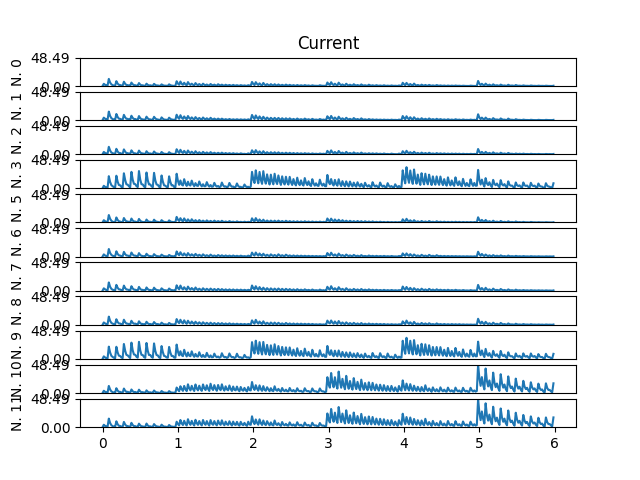 Current
48.49
0.00
N. 0
48.49
0.00
N. 1
48.49
0.00
N. 2
48.49
0.00
N. 3
48.49
0.00
N. 5
48.49
0.00
N. 6
48.49
0.00
N. 7
48.49
0.00
N. 8
48.49
0.00
N. 9
48.49
0.00
N. 10
48.49
0.00
N. 11
0 1 2 3 4 5 6